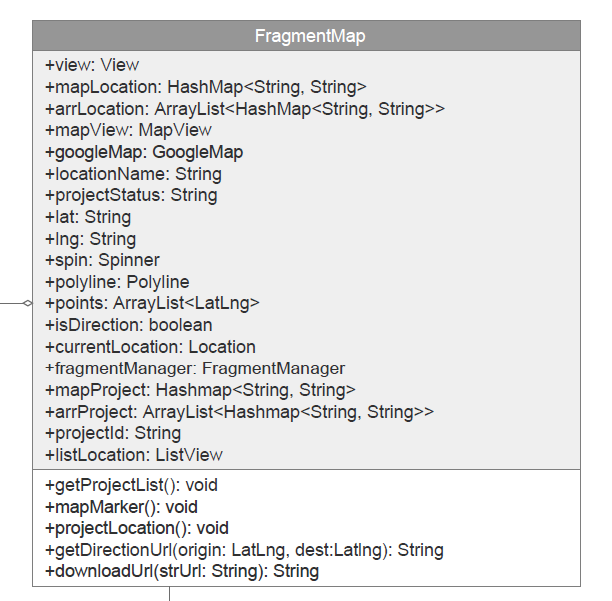 FragmentMap
+view: View
+mapLocation: HashMap<String, String>
+arrLocation: ArrayList<HashMap<String, String>>
+mapView: MapView
+googleMap: GoogleMap
+locationName: String
+projectStatus: String
+lat: String
+lng: String
+spin: Spinner
+polyline: Polyline
+points: ArrayList<LatLng>
+isDirection: boolean
+currentLocation: Location
+fragmentManager: FragmentManager
+mapProject: Hashmap<String, String>
+arrProject: ArrayList<Hashmap<String, String>>
+projectId: String
+listLocation: ListView
+getProjectList(): void
+mapMarker(): void
+projectLocation(): void
+getDirectionUrl(origin: LatLng, dest:Latlng): String
+downloadUrl(strUrl: String): String